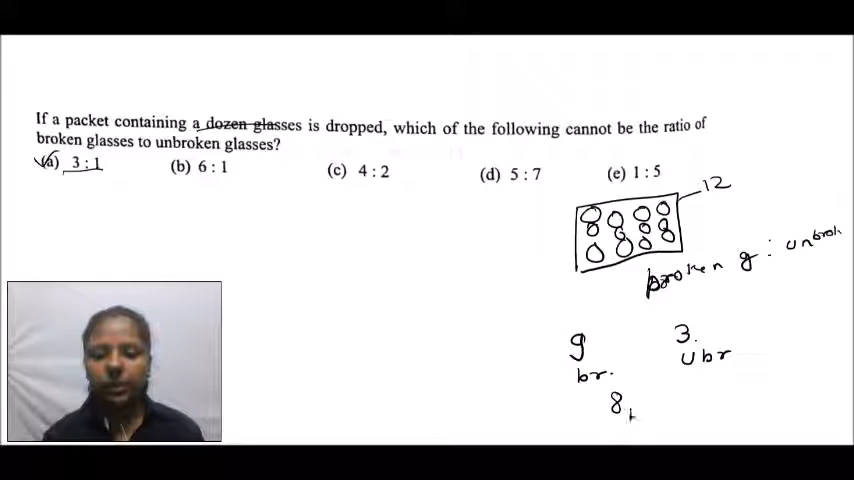 If a packet containing a dozen glasses is dropped, which of the following cannot be the ratio of
broken glasses to unbroken glasses?
(a) 3 : 1 (b) 6 : 1 (c) 4 : 2 (d) 5 : 7 (e) 1 : 5
12
broken g : unbrok
9 3.
br. ubr
8,